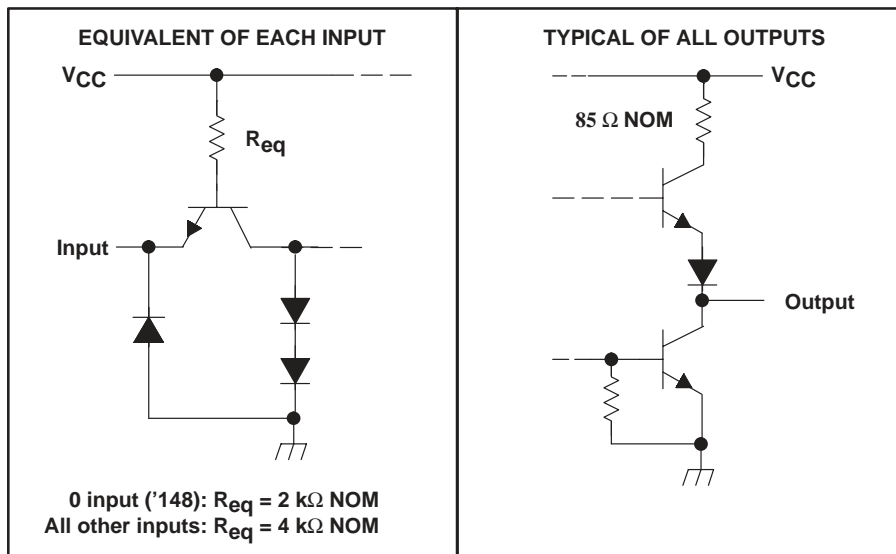 EQUIVALENT OF EACH INPUT
VCC
Req
Input
0 input ('148): Req = 2 kΩ NOM
All other inputs: Req = 4 kΩ NOM
TYPICAL OF ALL OUTPUTS
VCC
85 Ω NOM
Output